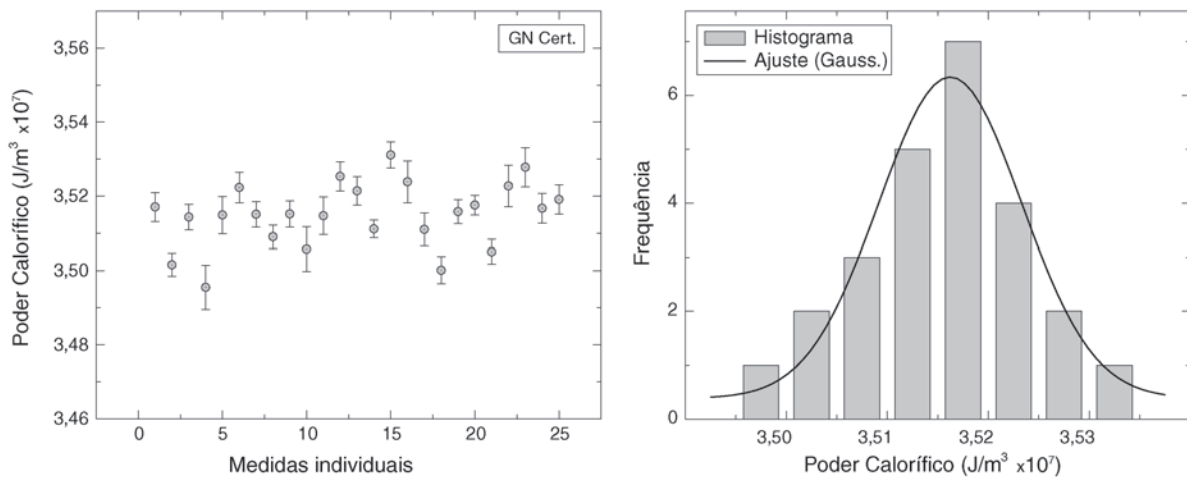 3,56
3,54
3,52
3,50
3,48
3,46
Poder Calorífico (J/m³ x10⁷)
GN Cert.
0 5 10 15 20 25
Medidas individuais
Histograma
Ajuste (Gauss.)
6
4
2
0
Frequência
3,50 3,51 3,52 3,53
Poder Calorífico (J/m³ x10⁷)